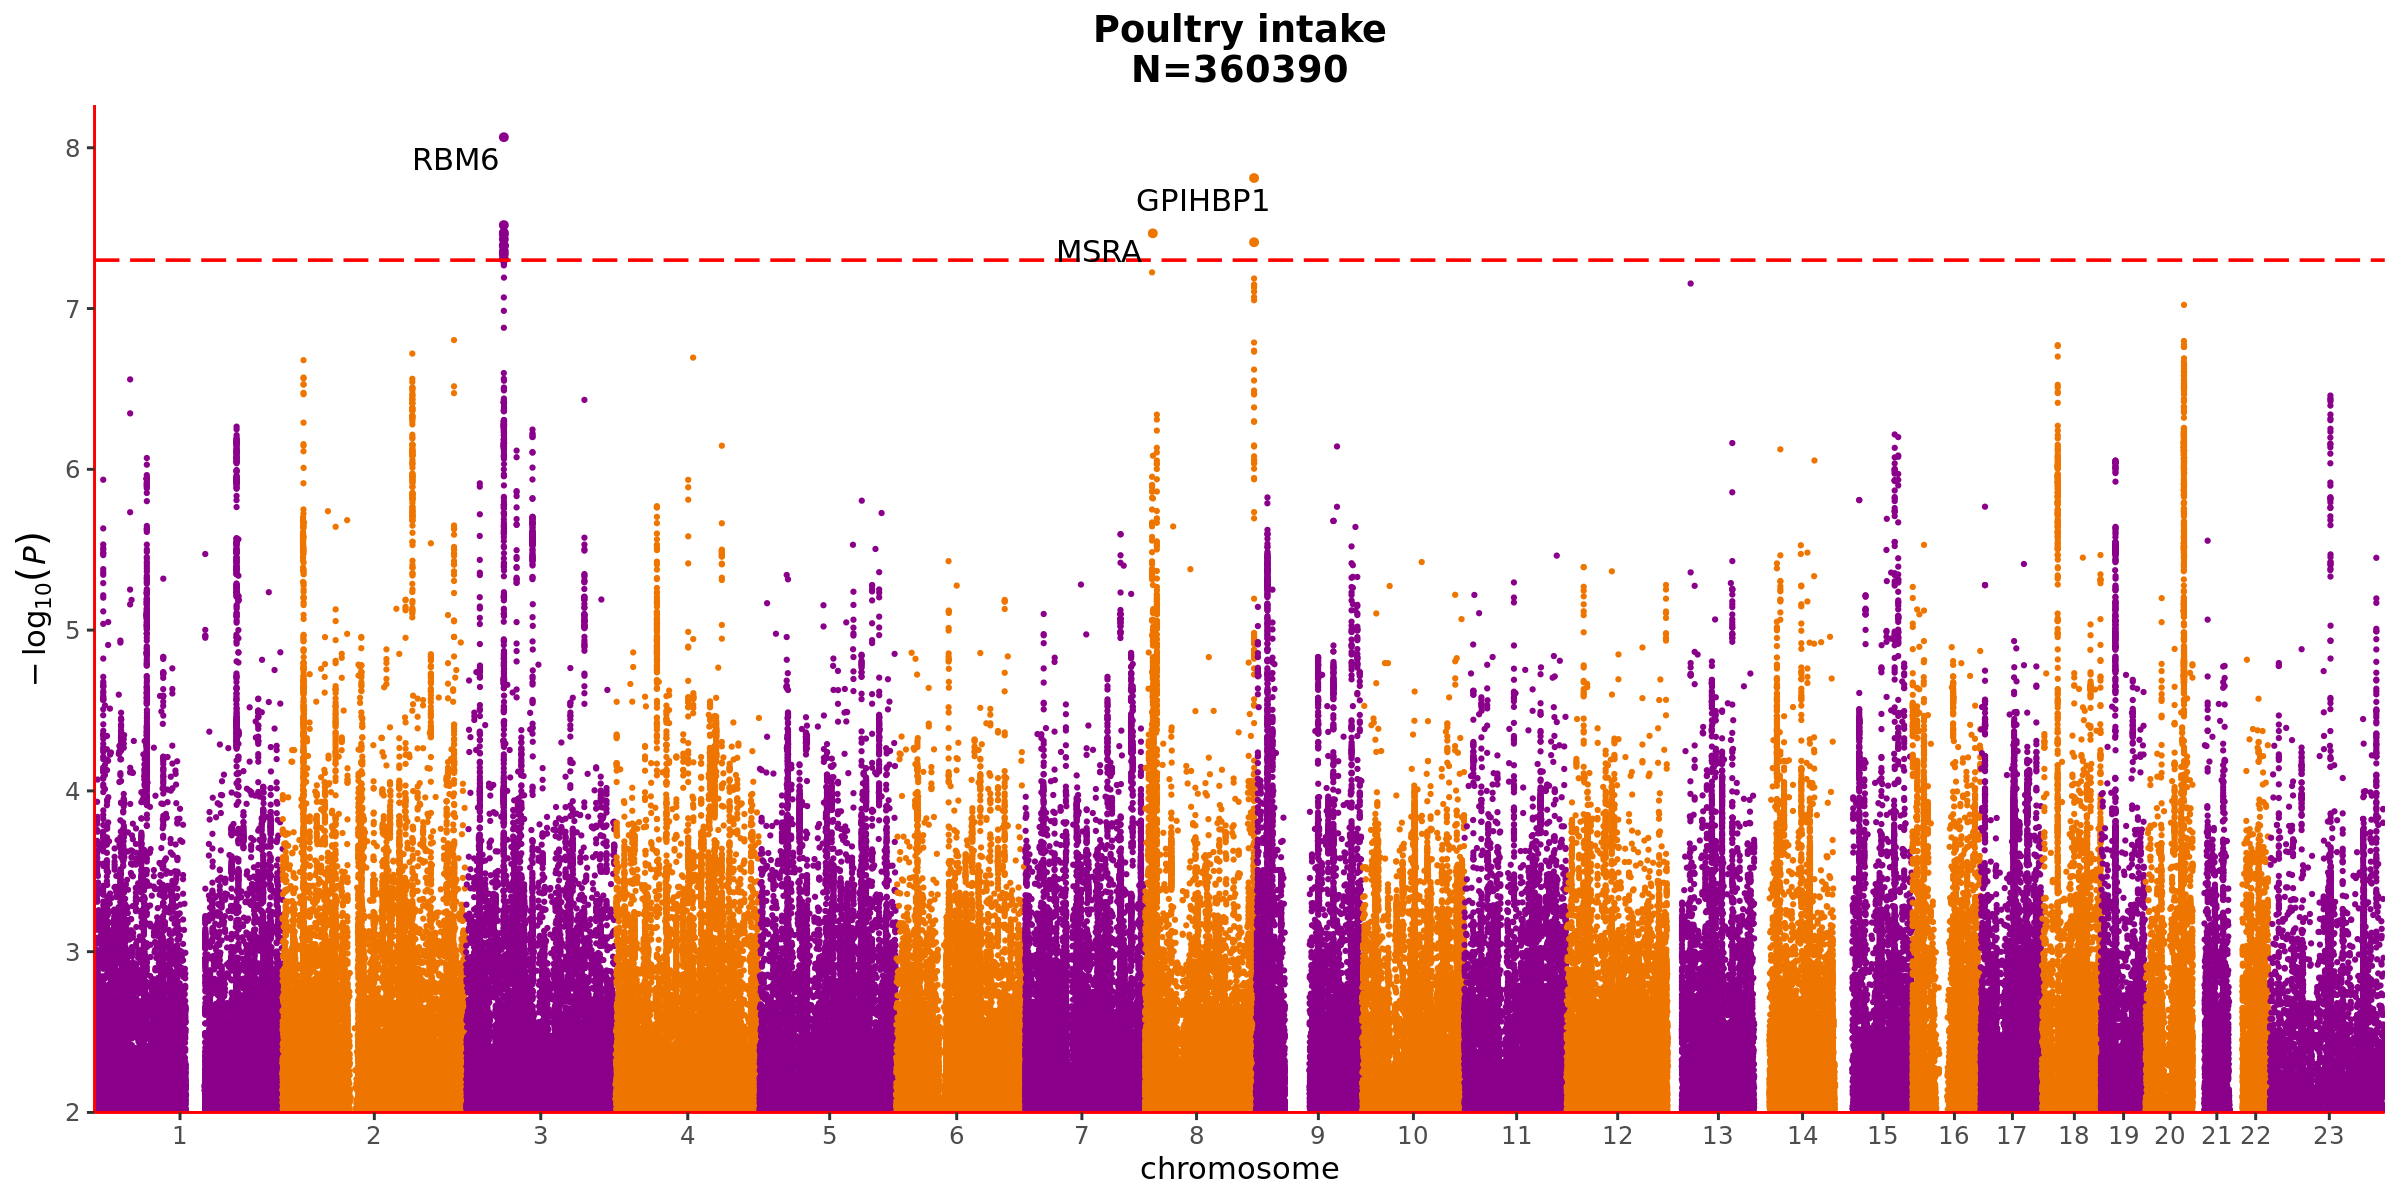 Poultry intake
N=360390
8
7
6
5
4
3
2
− log10(P)
RBM6
GPIHBP1
MSRA
1 2 3 4 5 6 7 8 9 10 11 12 13 14 15 16 17 18 19 20 21 22 23
chromosome